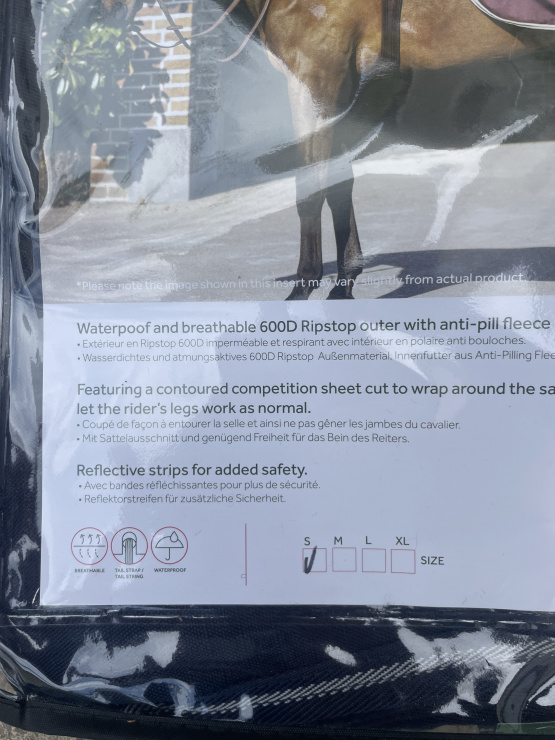 *Please note the image shown in this insert may vary slightly from actual product.
Waterpoof and breathable 600D Ripstop outer with anti-pill fleece
• Extérieur en Ripstop 600D imperméable et respirant avec intérieur en polaire anti bouloches.
• Wasserdichtes und atmungsaktives 600D Ripstop Außenmaterial. Innenfutter aus Anti-Pilling Flee
Featuring a contoured competition sheet cut to wrap around the sa
let the rider's legs work as normal.
• Coupé de façon à entourer la selle et ainsi ne pas gêner les jambes du cavalier.
• Mit Sattelausschnitt und genügend Freiheit für das Bein des Reiters.
Reflective strips for added safety.
• Avec bandes réfléchissantes pour plus de sécurité.
• Reflektorstreifen für zusätzliche Sicherheit.
BREATHABLE
TAIL STRAP /
TAIL STRING
WATERPROOF
S M L XL
SIZE